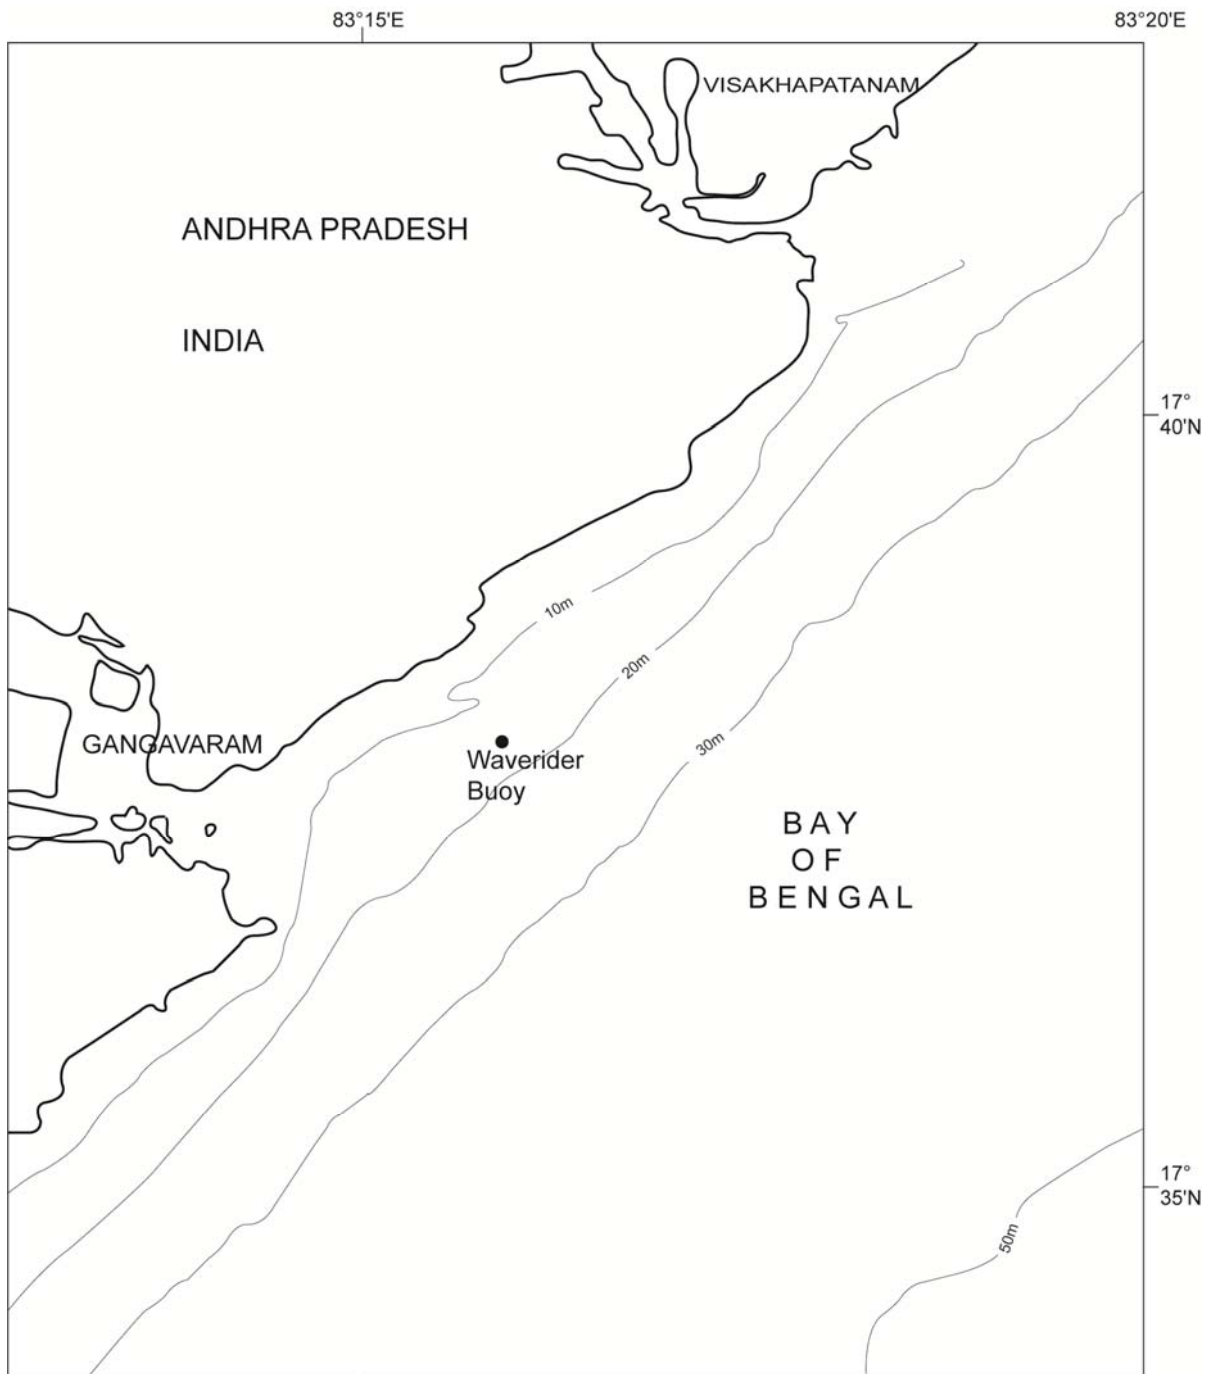 83°15'E
83°20'E
VISAKHAPATANAM
ANDHRA PRADESH
INDIA
17°
40'N
10m
20m
30m
GANGAVARAM
Waverider
Buoy
BAY
OF
BENGAL
17°
35'N
50m